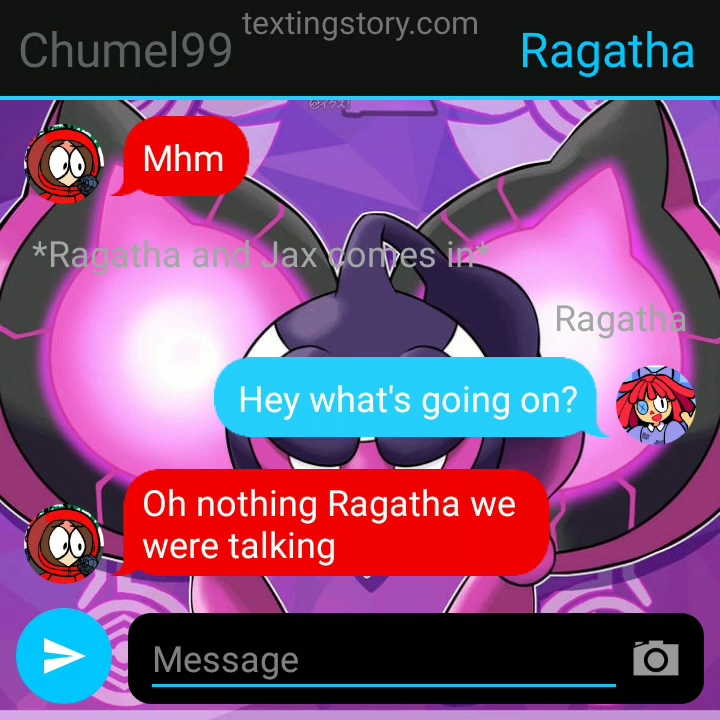 textingstory.com
Chumel99
Ragatha
Mhm
*Ragatha and Jax comes in*
Ragatha
Hey what's going on?
Oh nothing Ragatha we
were talking
Message